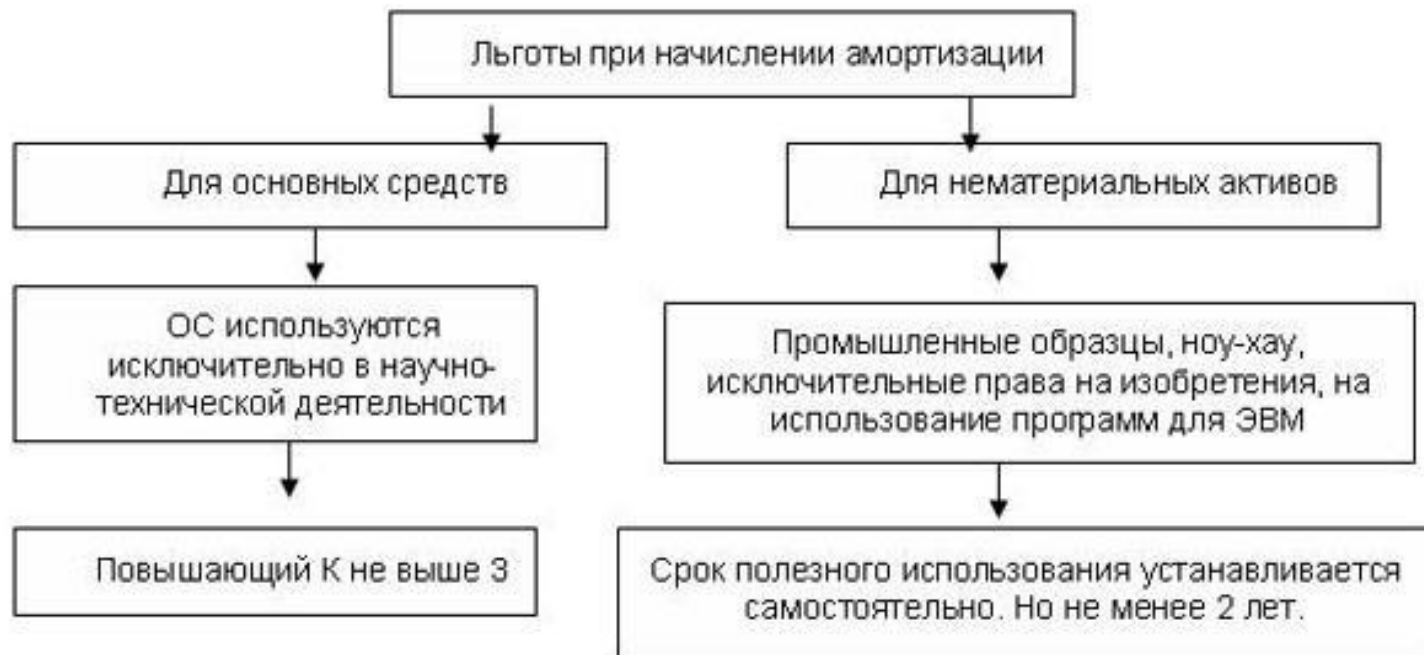 Льготы при начислении амортизации
Для основных средств
Для нематериальных активов
ОС используются
исключительно в научно-
технической деятельности
Промышленные образцы, ноу-хау,
исключительные права на изобретения, на
использование программ для ЭВМ
Повышающий К не выше 3
Срок полезного использования устанавливается
самостоятельно. Но не менее 2 лет.